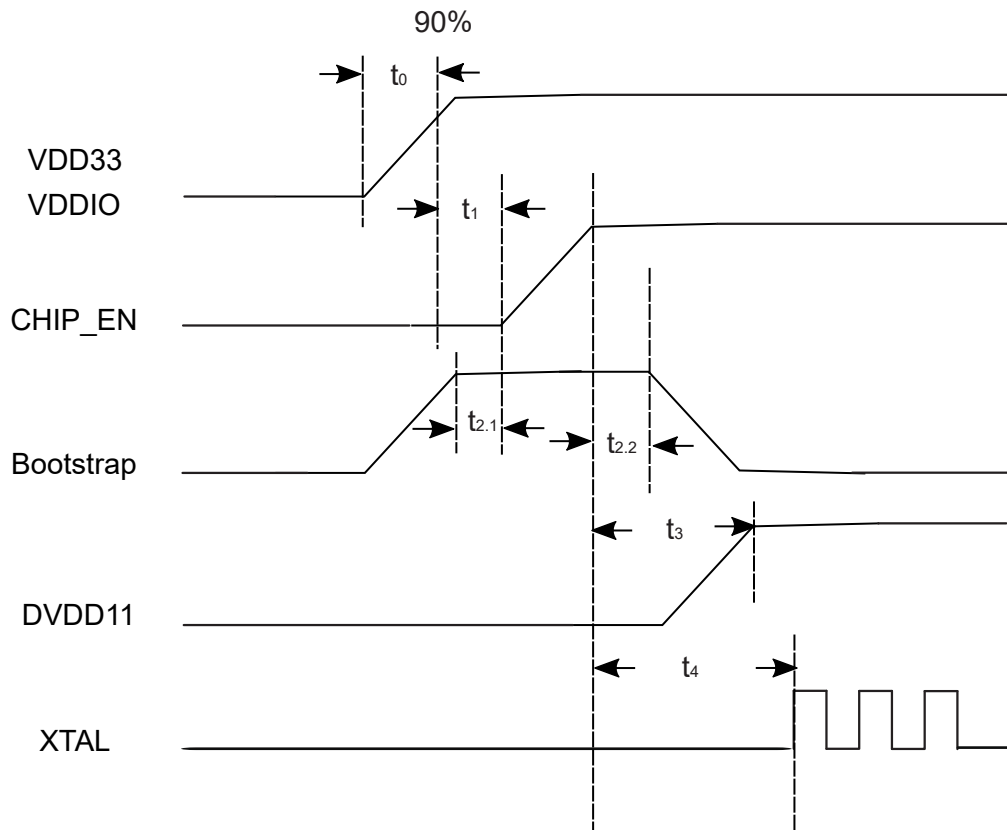 90%
t0
VDD33
VDDIO
t1
CHIP_EN
t2.1
Bootstrap
t2.2
t3
DVDD11
t4
XTAL